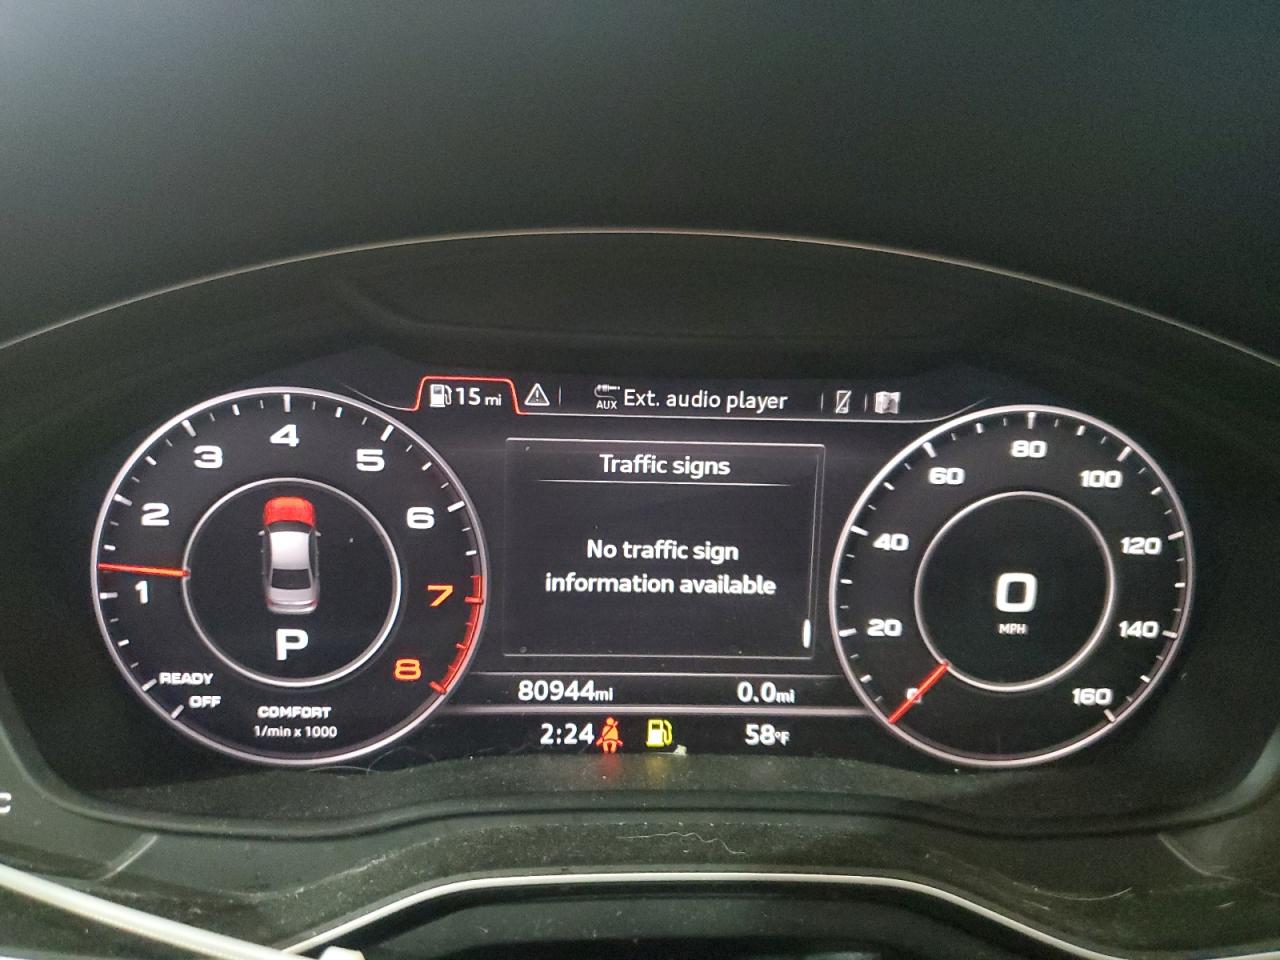 15 mi
AUX Ext. audio player
Traffic signs
No traffic sign
information available
80944mi 0.0mi
2:24 58°F
1
2
3
4
5
6
7
8
P
READY
OFF
COMFORT
1/min x 1000
20
40
60
80
100
120
140
160
0
MPH
C